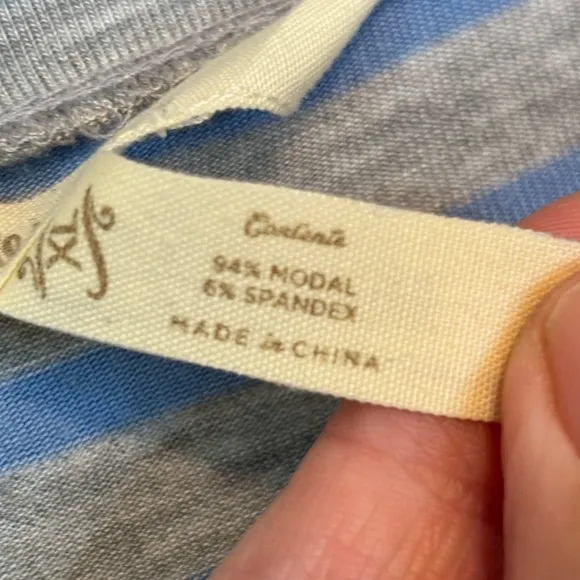 XL
Contents
94% MODAL
6% SPANDEX
MADE in CHINA